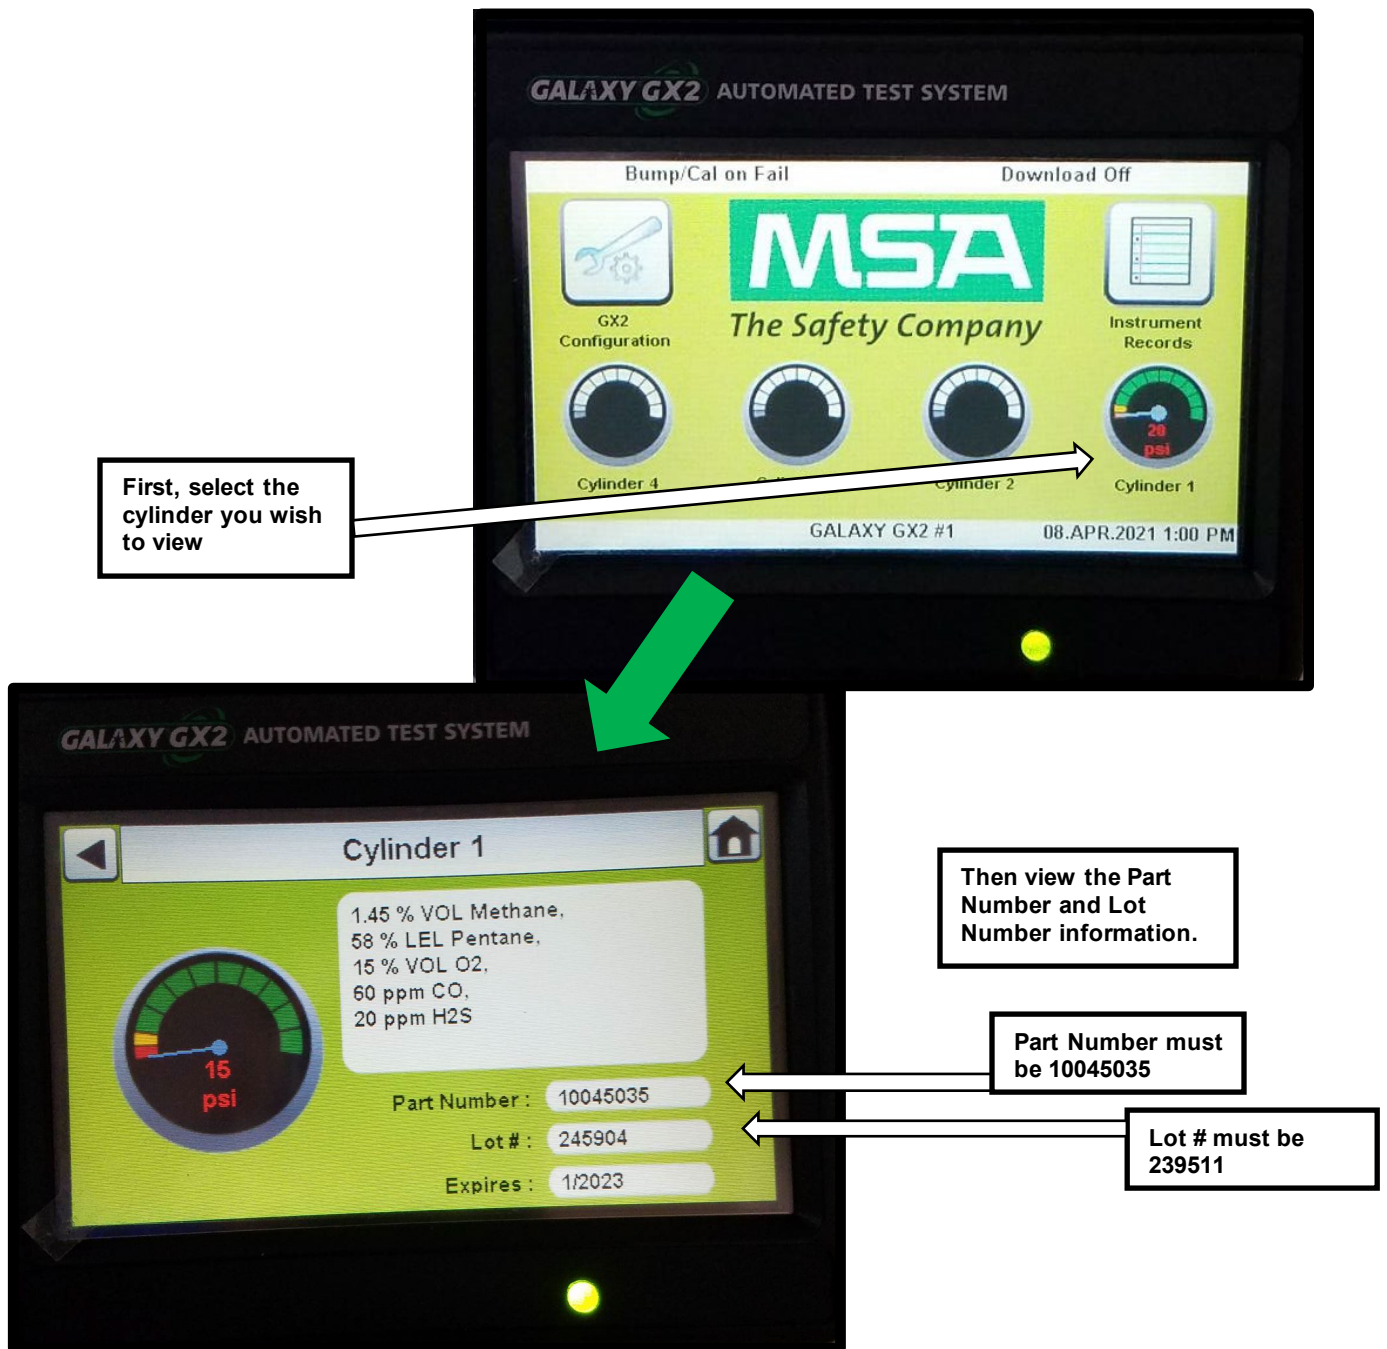 GALAXY GX2 AUTOMATED TEST SYSTEM
Bump/Cal on Fail Download Off
MSA
The Safety Company
GX2
Configuration
Instrument
Records
20
psi
Cylinder 4
Cylinder 2
Cylinder 1
GALAXY GX2 #1 08.APR.2021 1:00 PM
First, select the
cylinder you wish
to view
GALAXY GX2 AUTOMATED TEST SYSTEM
Cylinder 1
1.45 % VOL Methane,
58 % LEL Pentane,
15 % VOL O2,
60 ppm CO,
20 ppm H2S
15
psi
Part Number : 10045035
Lot # : 245904
Expires : 1/2023
Then view the Part
Number and Lot
Number information.
Part Number must
be 10045035
Lot # must be
239511